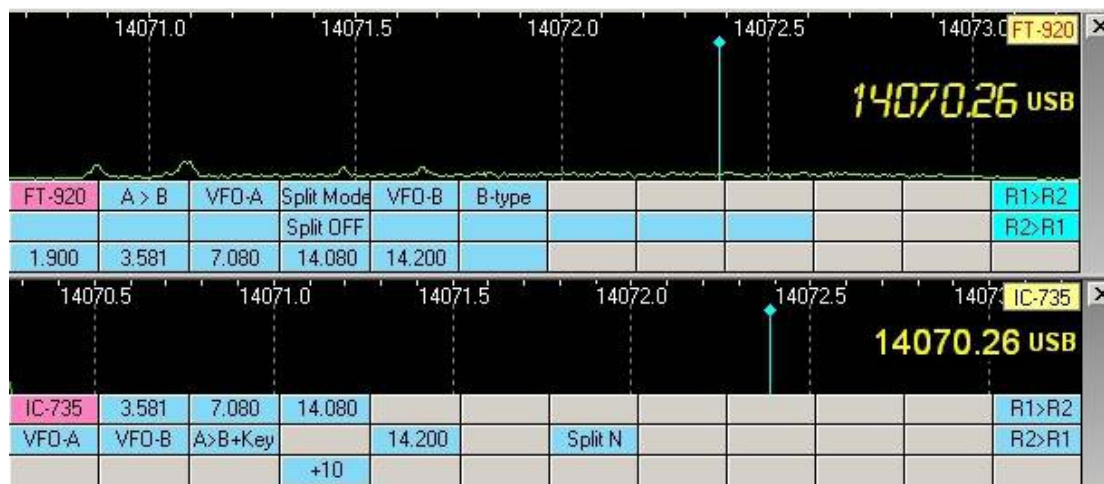 14071.0 14071.5 14072.0 14072.5 14073.0 FT-920
14070.26 USB
FT-920 A > B VFO-A Split Mode VFO-B B-type R1>R2
Split OFF R2>R1
1.900 3.581 7.080 14.080 14.200
14070.5 14071.0 14071.5 14072.0 14072.5 1407 IC-735
14070.26 USB
IC-735 3.581 7.080 14.080 R1>R2
VFO-A VFO-B A>B+Key 14.200 Split N R2>R1
+10